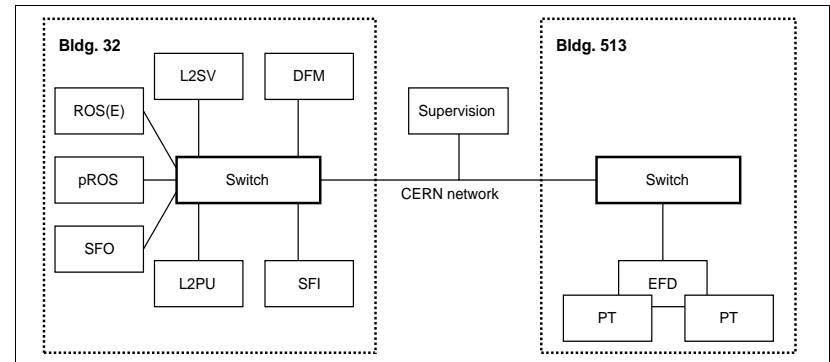 Bldg. 32
Bldg. 513
L2SV
DFM
ROS(E)
Supervision
pROS
Switch
Switch
CERN network
SFO
L2PU
SFI
EFD
PT
PT